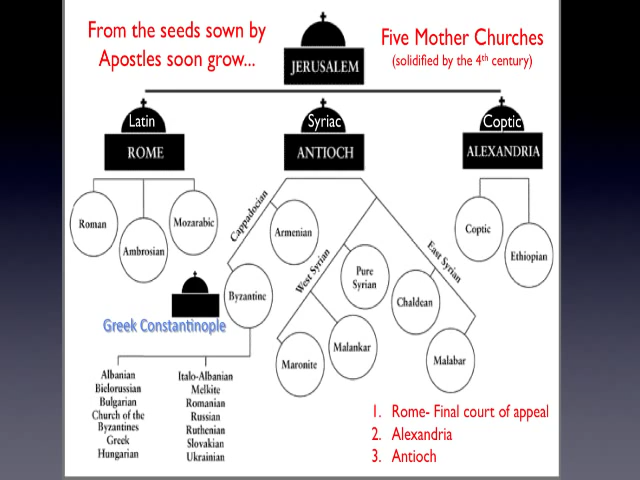 From the seeds sown by
Apostles soon grow...
Five Mother Churches
(solidified by the 4th century)
JERUSALEM
Latin
ROME
Syriac
ANTIOCH
Coptic
ALEXANDRIA
Roman
Ambrosian
Mozarabic
Cappadocian
Armenian
West Syrian
Pure
Syrian
East Syrian
Chaldean
Coptic
Ethiopian
Byzantine
Greek Constantinople
Maronite
Malankar
Malabar
Albanian
Bielorussian
Bulgarian
Church of the
Byzantines
Greek
Hungarian
Italo-Albanian
Melkite
Romanian
Russian
Ruthenian
Slovakian
Ukrainian
1. Rome- Final court of appeal
2. Alexandria
3. Antioch